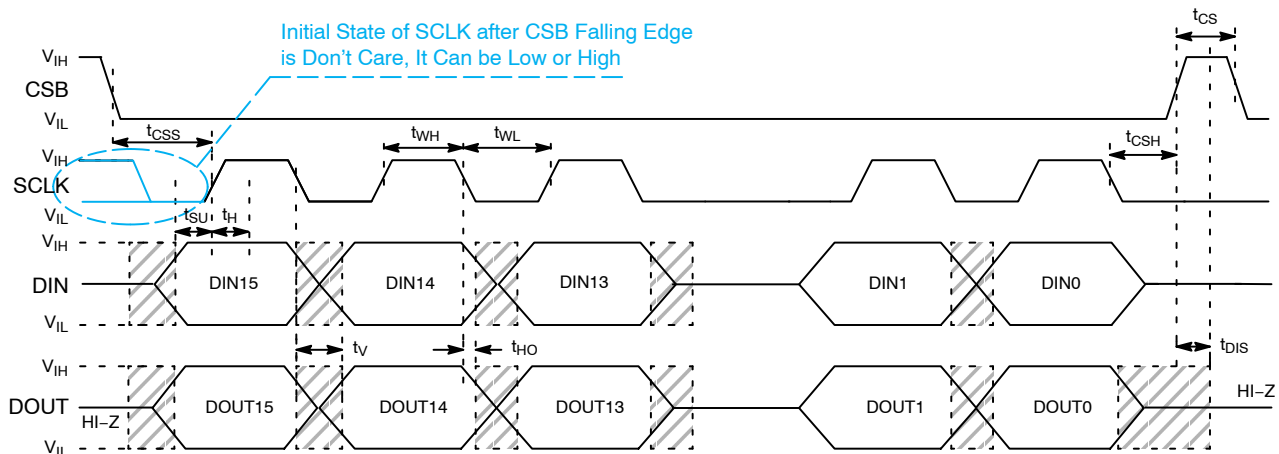 Initial State of SCLK after CSB Falling Edge
is Don't Care, It Can be Low or High
tCS
VIH
CSB
VIL
tCSS
tWH
tWL
tCSH
VIH
SCLK
VIL
tSU
tH
VIH
DIN
VIL
DIN15
DIN14
DIN13
DIN1
DIN0
tV
tHO
tDIS
VIH
DOUT
HI–Z
VIL
DOUT15
DOUT14
DOUT13
DOUT1
DOUT0
HI–Z